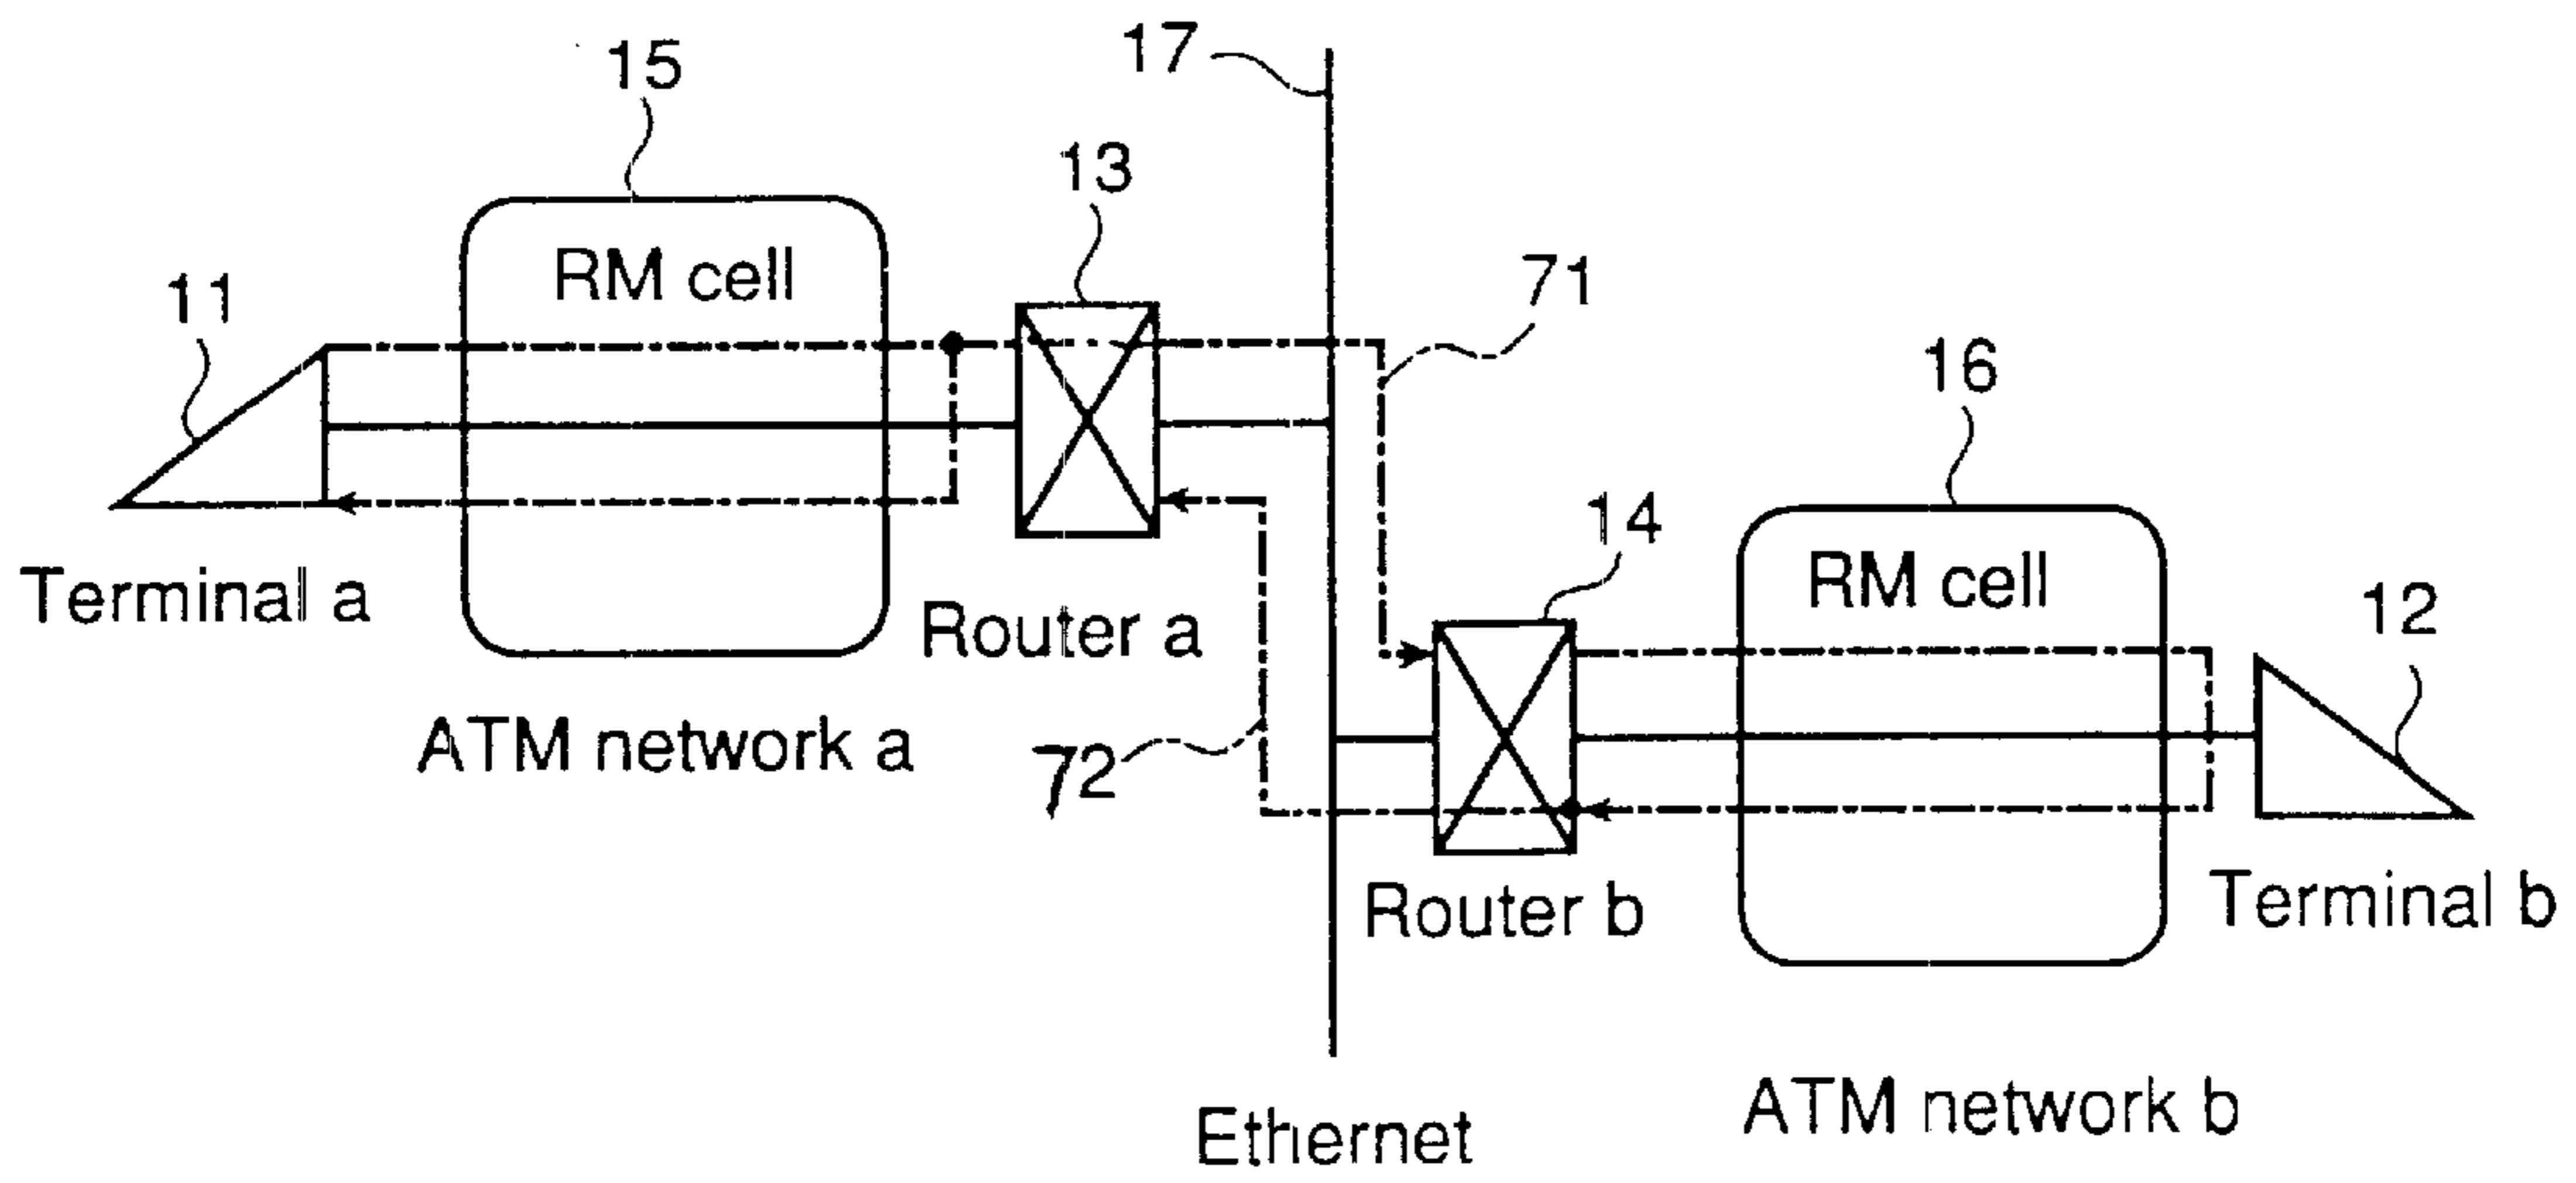 17
15
13
RM cell
71
11
16
14
RM cell
Terminal a
12
Router a
ATM network a
72
Router b
Terminal b
ATM network b
Ethernet